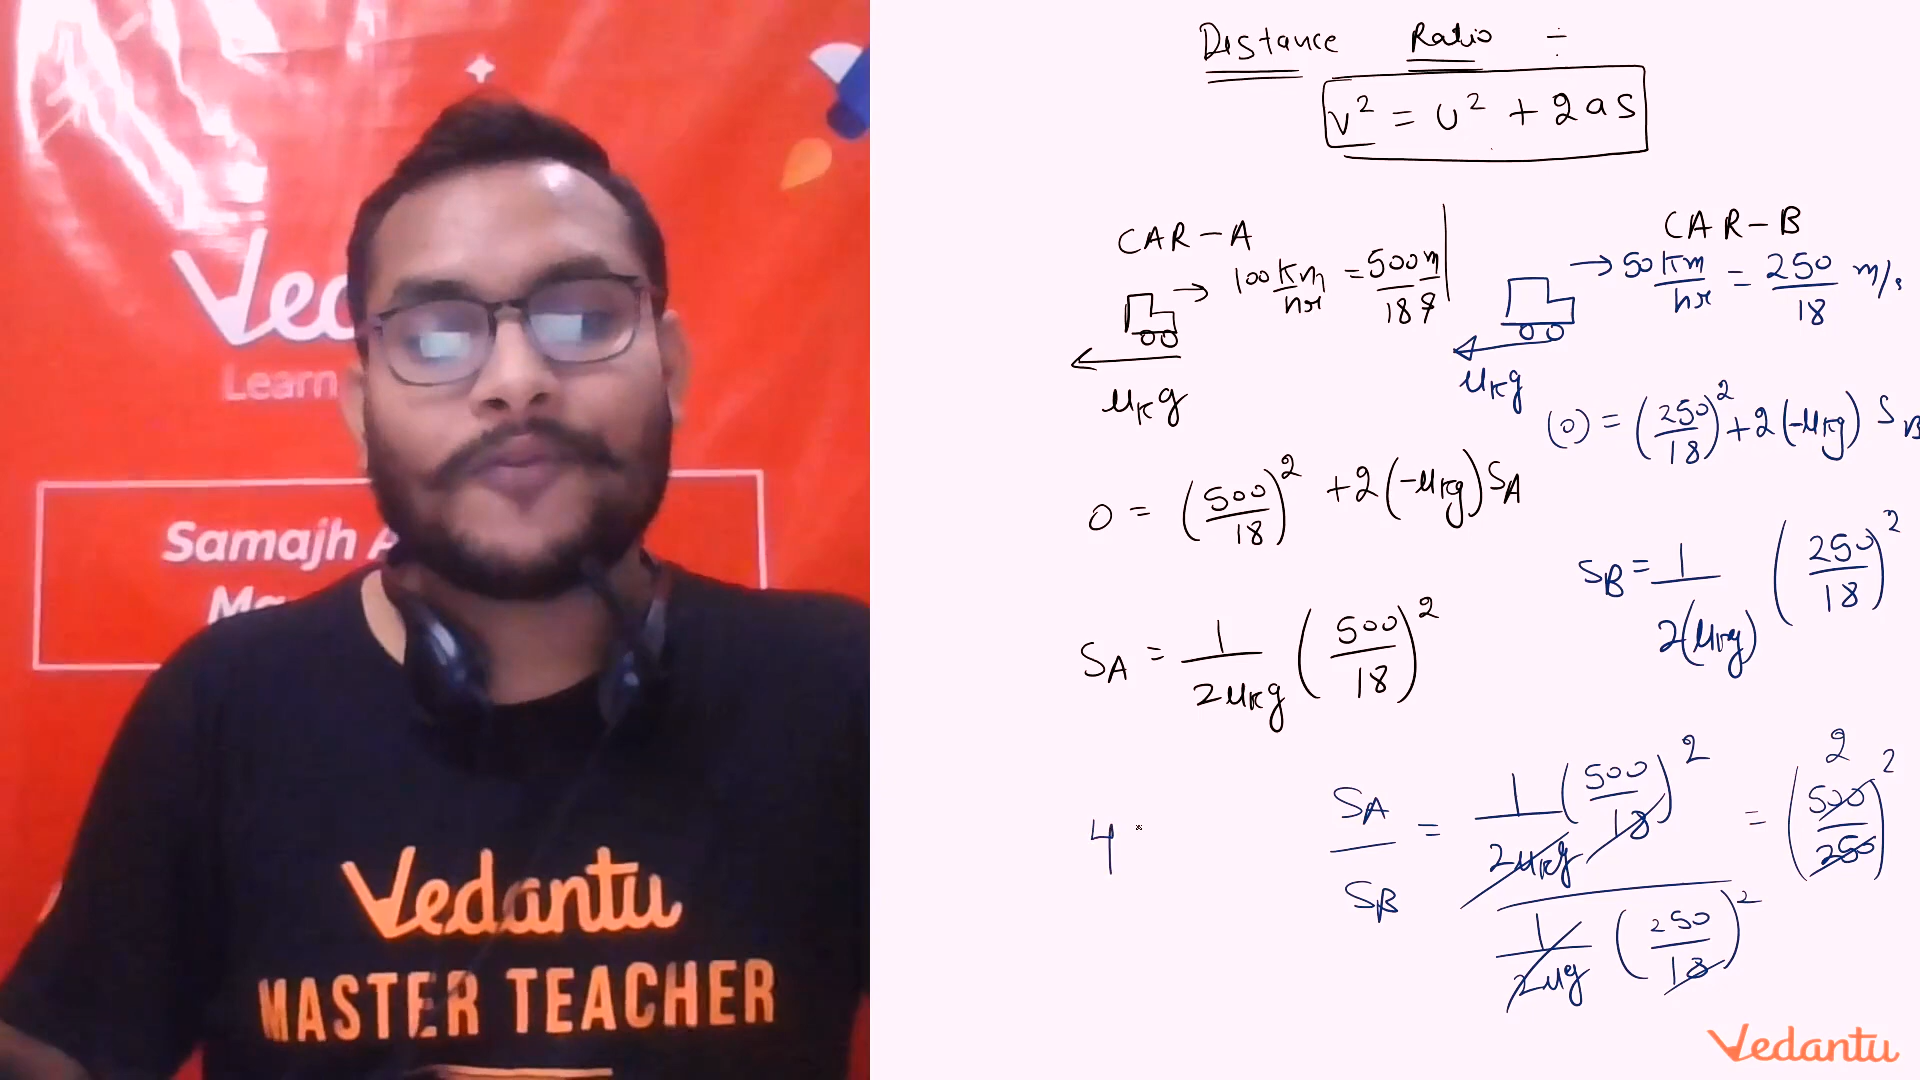 Vedantu
Learn
Samajh A
Ma
Vedantu
MASTER TEACHER
Distance Ratio ÷
v² = u² + 2as
CAR - A
→ 100 Km/hr = 500/18 m/s
μKg
CAR - B
→ 50 Km/hr = 250/18 m/s
μKg
(0) = (250/18)² + 2(-μKg) SB
0 = (500/18)² + 2(-μKg) SA
SB = 1/2(μKg) (250/18)²
SA = 1/2μKg (500/18)²
4 SA/SB = 1/2μKg (500/18)² / 1/2μg (250/18)² = (500/250)² 2
Vedantu